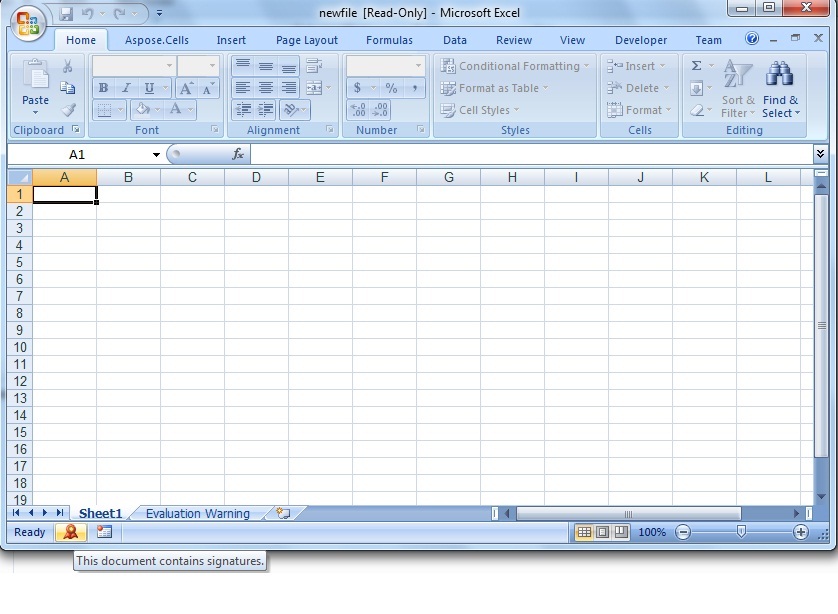 newfile [Read-Only] - Microsoft Excel
Home Aspose.Cells Insert Page Layout Formulas Data Review View Developer Team
Conditional Formatting Insert Σ
$ % , Format as Table Delete
B I U A A
Paste Cell Styles Format Sort & Filter Find & Select
A
.00 .00
Clipboard Font Alignment Number Styles Cells Editing
A1 fx
A B C D E F G H I J K L
1
2
3
4
5
6
7
8
9
10
11
12
13
14
15
16
17
18
19
Sheet1 Evaluation Warning
Ready 100%
This document contains signatures.